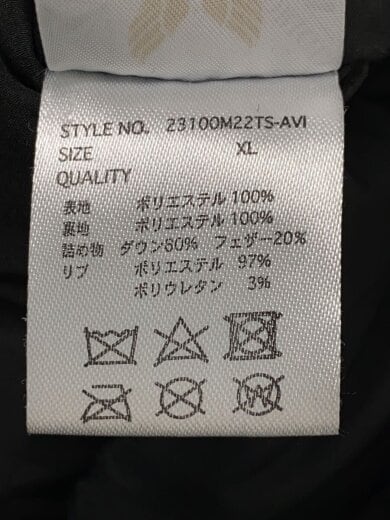 STYLE NO. 23100M22TS-AVI
SIZE XL
QUALITY
表地 ポリエステル 100%
裏地 ポリエステル 100%
詰め物 ダウン80% フェザー20%
リブ ポリエステル 97%
ポリウレタン 3%